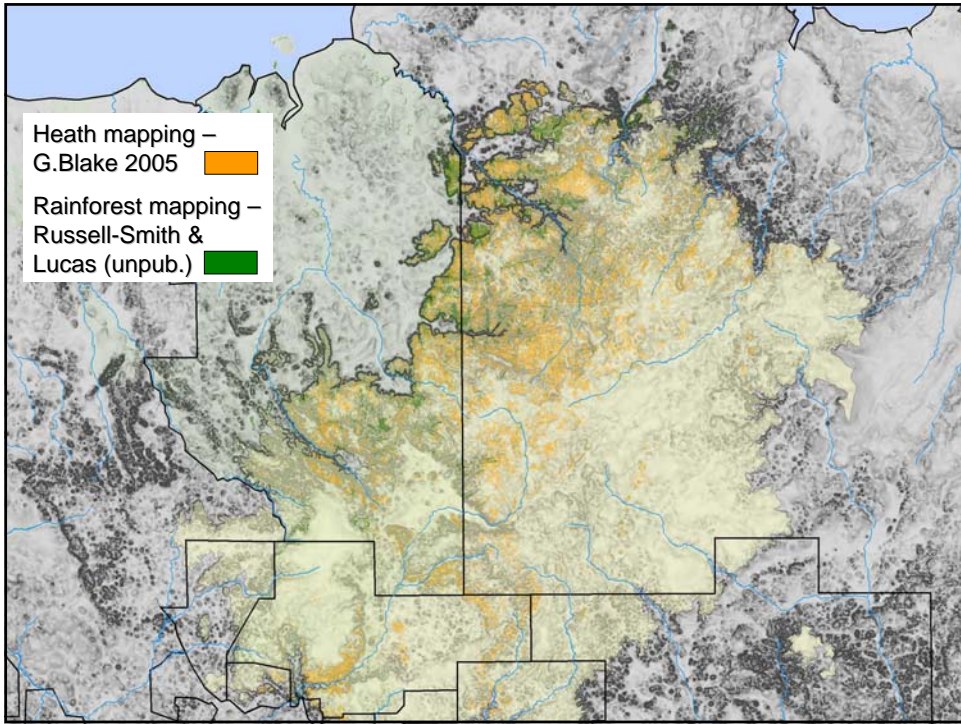 Heath mapping –
G.Blake 2005
Rainforest mapping –
Russell-Smith &
Lucas (unpub.)